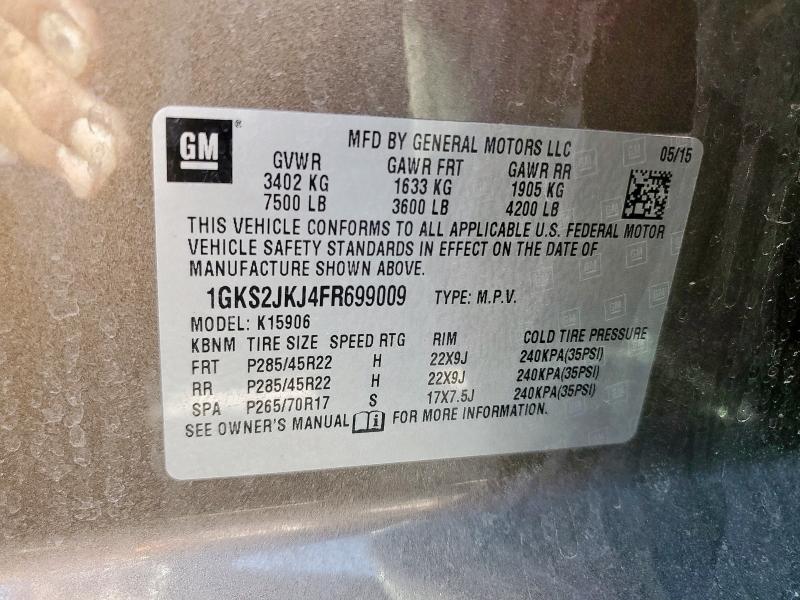 GM®
MFD BY GENERAL MOTORS LLC
05/15
GVWR GAWR FRT GAWR RR
3402 KG 1633 KG 1905 KG
7500 LB 3600 LB 4200 LB
THIS VEHICLE CONFORMS TO ALL APPLICABLE U.S. FEDERAL MOTOR
VEHICLE SAFETY STANDARDS IN EFFECT ON THE DATE OF
MANUFACTURE SHOWN ABOVE.
1GKS2JKJ4FR699009 TYPE: M.P.V.
MODEL: K15906
KBNM TIRE SIZE SPEED RTG RIM COLD TIRE PRESSURE
FRT P285/45R22 H 22X9J 240KPA(35PSI)
RR P285/45R22 H 22X9J 240KPA(35PSI)
SPA P265/70R17 S 17X7.5J 240KPA(35PSI)
SEE OWNER'S MANUAL i FOR MORE INFORMATION.